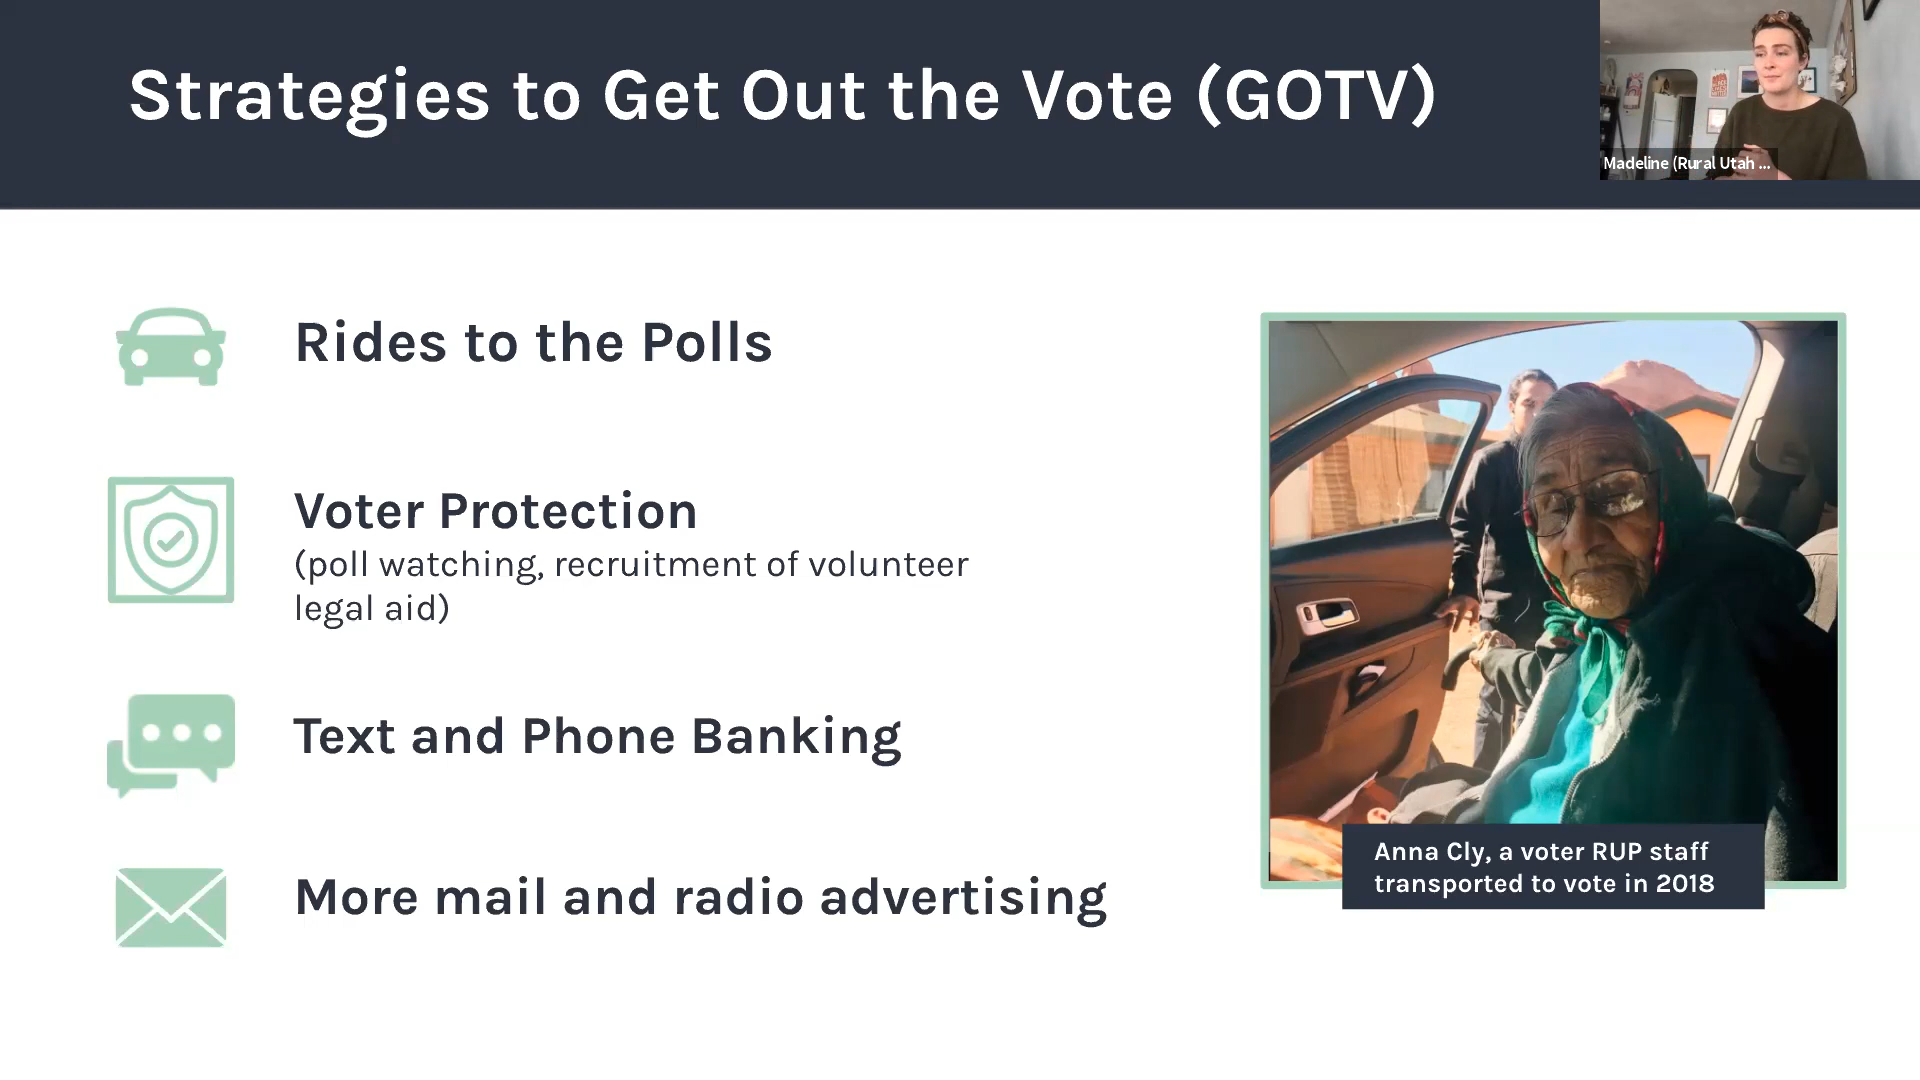 Strategies to Get Out the Vote (GOTV)
Madeline (Rural Utah ...
Rides to the Polls
Voter Protection
(poll watching, recruitment of volunteer
legal aid)
Text and Phone Banking
More mail and radio advertising
Anna Cly, a voter RUP staff
transported to vote in 2018